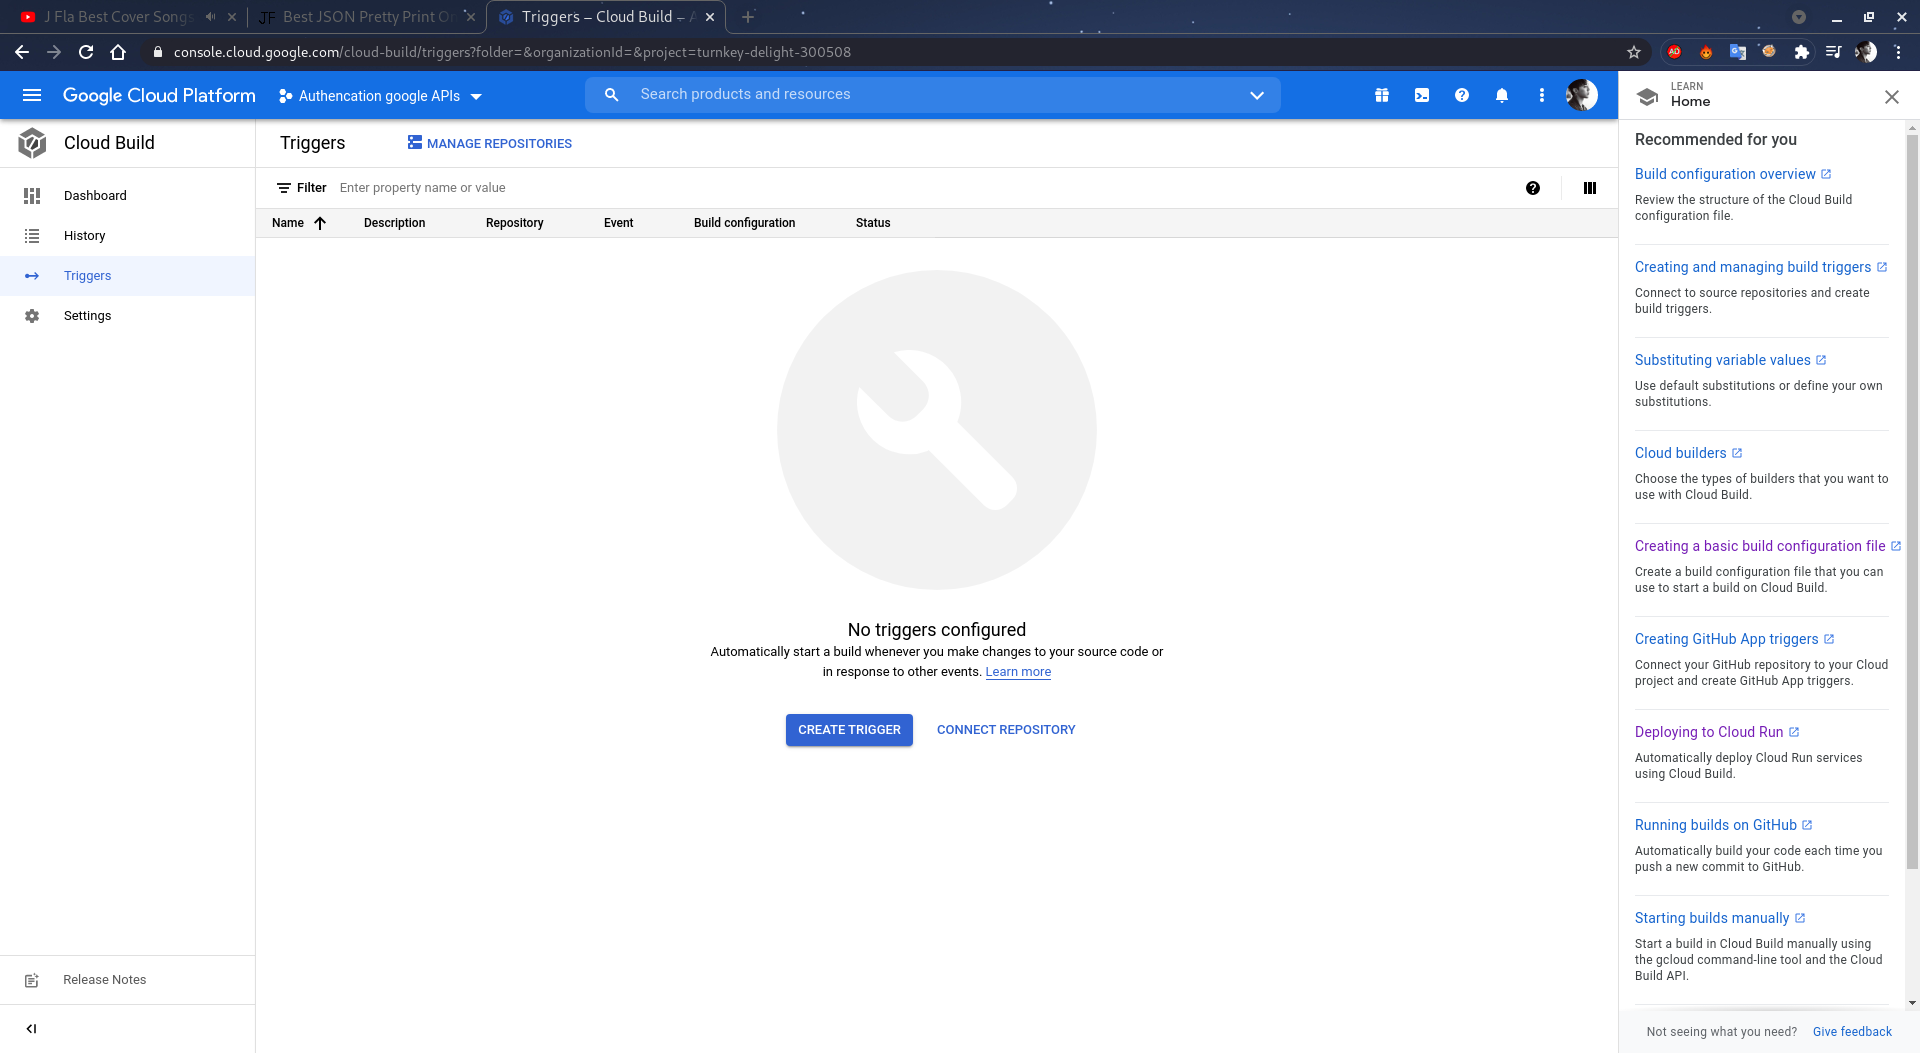 J Fla Best Cover Songs
Best JSON Pretty Print On
Triggers – Cloud Build – A
console.cloud.google.com/cloud-build/triggers?folder=&organizationId=&project=turnkey-delight-300508
Google Cloud Platform
Authencation google APIs
Search products and resources
LEARN
Home
Cloud Build
Dashboard
History
Triggers
Settings
Release Notes
Triggers
MANAGE REPOSITORIES
Filter
Enter property name or value
Name
Description
Repository
Event
Build configuration
Status
No triggers configured
Automatically start a build whenever you make changes to your source code or
in response to other events. Learn more
CREATE TRIGGER
CONNECT REPOSITORY
Recommended for you
Build configuration overview
Review the structure of the Cloud Build
configuration file.
Creating and managing build triggers
Connect to source repositories and create
build triggers.
Substituting variable values
Use default substitutions or define your own
substitutions.
Cloud builders
Choose the types of builders that you want to
use with Cloud Build.
Creating a basic build configuration file
Create a build configuration file that you can
use to start a build on Cloud Build.
Creating GitHub App triggers
Connect your GitHub repository to your Cloud
project and create GitHub App triggers.
Deploying to Cloud Run
Automatically deploy Cloud Run services
using Cloud Build.
Running builds on GitHub
Automatically build your code each time you
push a new commit to GitHub.
Starting builds manually
Start a build in Cloud Build manually using
the gcloud command-line tool and the Cloud
Build API.
Not seeing what you need? Give feedback